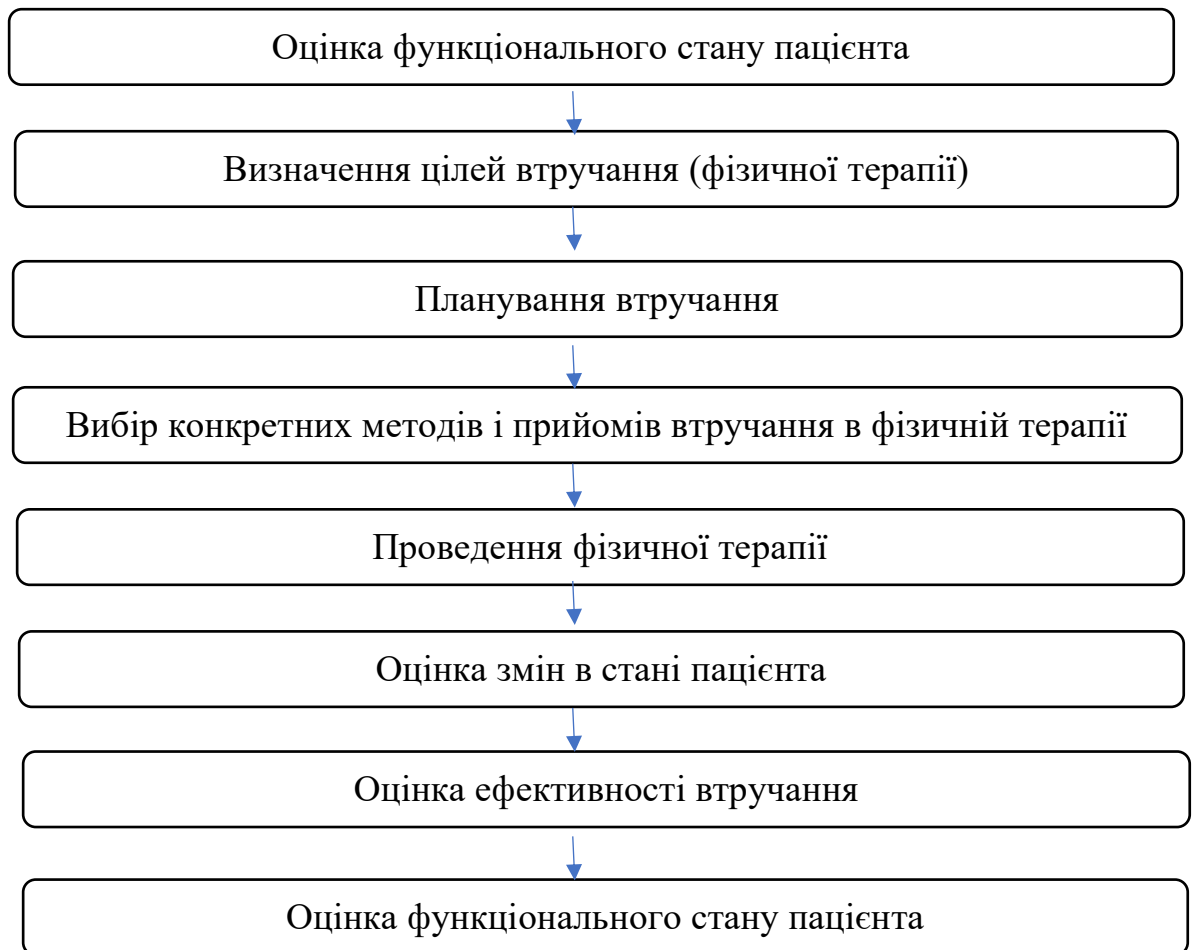 Оцінка функціонального стану пацієнта
Визначення цілей втручання (фізичної терапії)
Планування втручання
Вибір конкретних методів і прийомів втручання в фізичній терапії
Проведення фізичної терапії
Оцінка змін в стані пацієнта
Оцінка ефективності втручання
Оцінка функціонального стану пацієнта